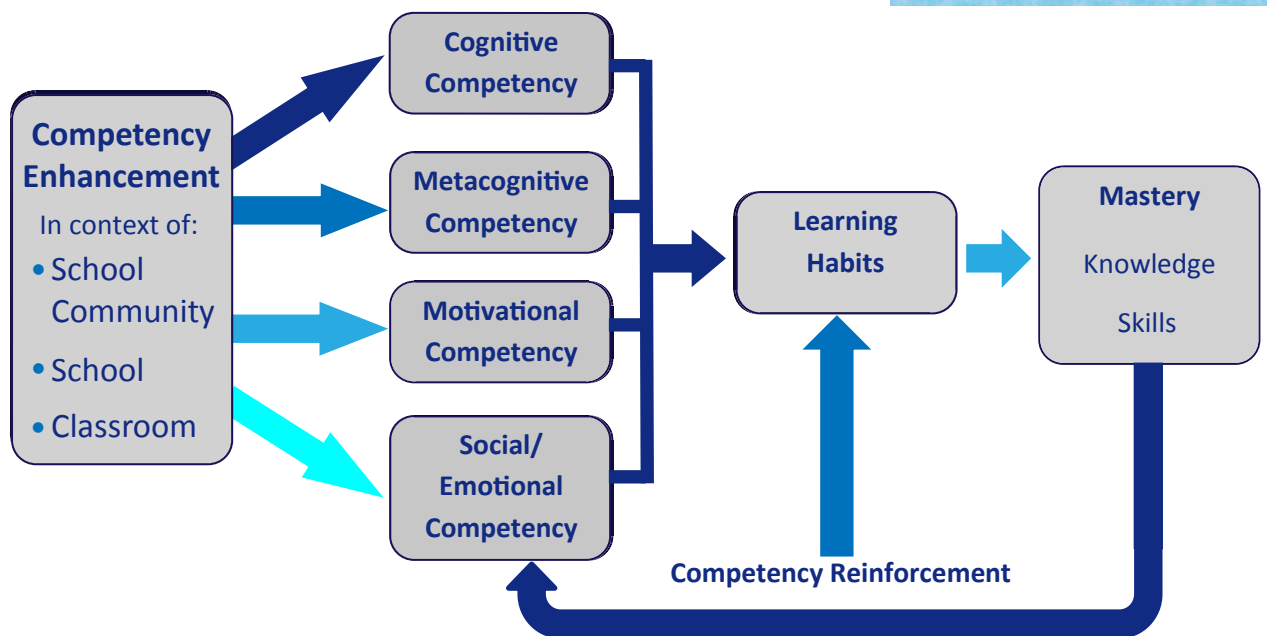 Competency
Enhancement
In context of:
• School
Community
• School
• Classroom
Cognitive
Competency
Metacognitive
Competency
Motivational
Competency
Social/
Emotional
Competency
Learning
Habits
Mastery
Knowledge
Skills
Competency Reinforcement